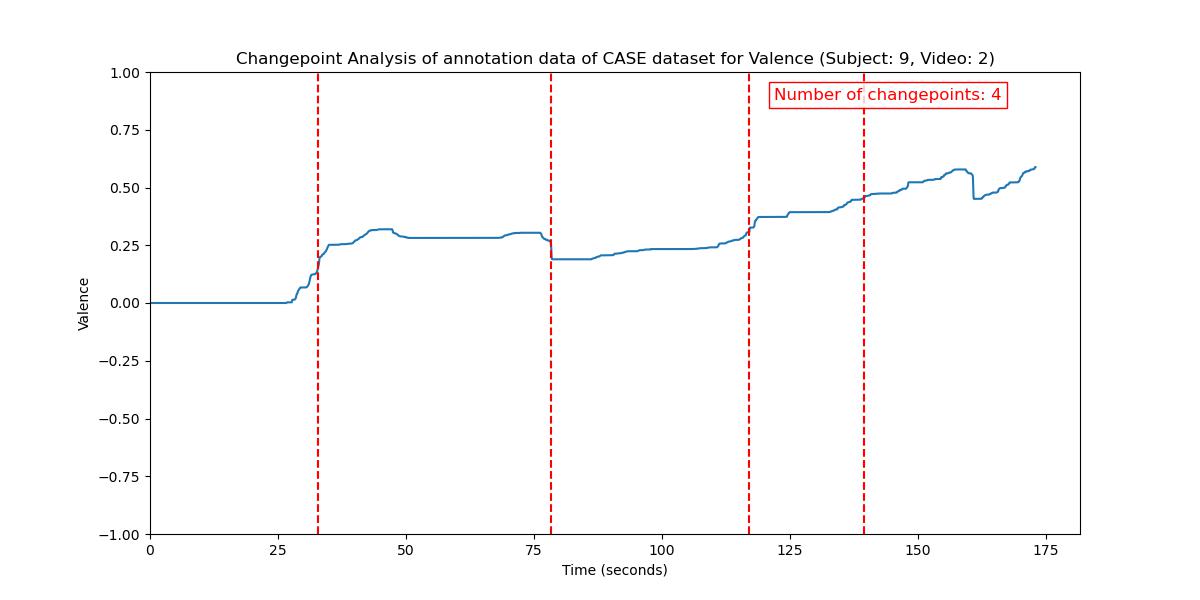 Changepoint Analysis of annotation data of CASE dataset for Valence (Subject: 9, Video: 2)
Number of changepoints: 4
1.00
0.75
0.50
0.25
0.00
−0.25
−0.50
−0.75
−1.00
Valence
0 25 50 75 100 125 150 175
Time (seconds)